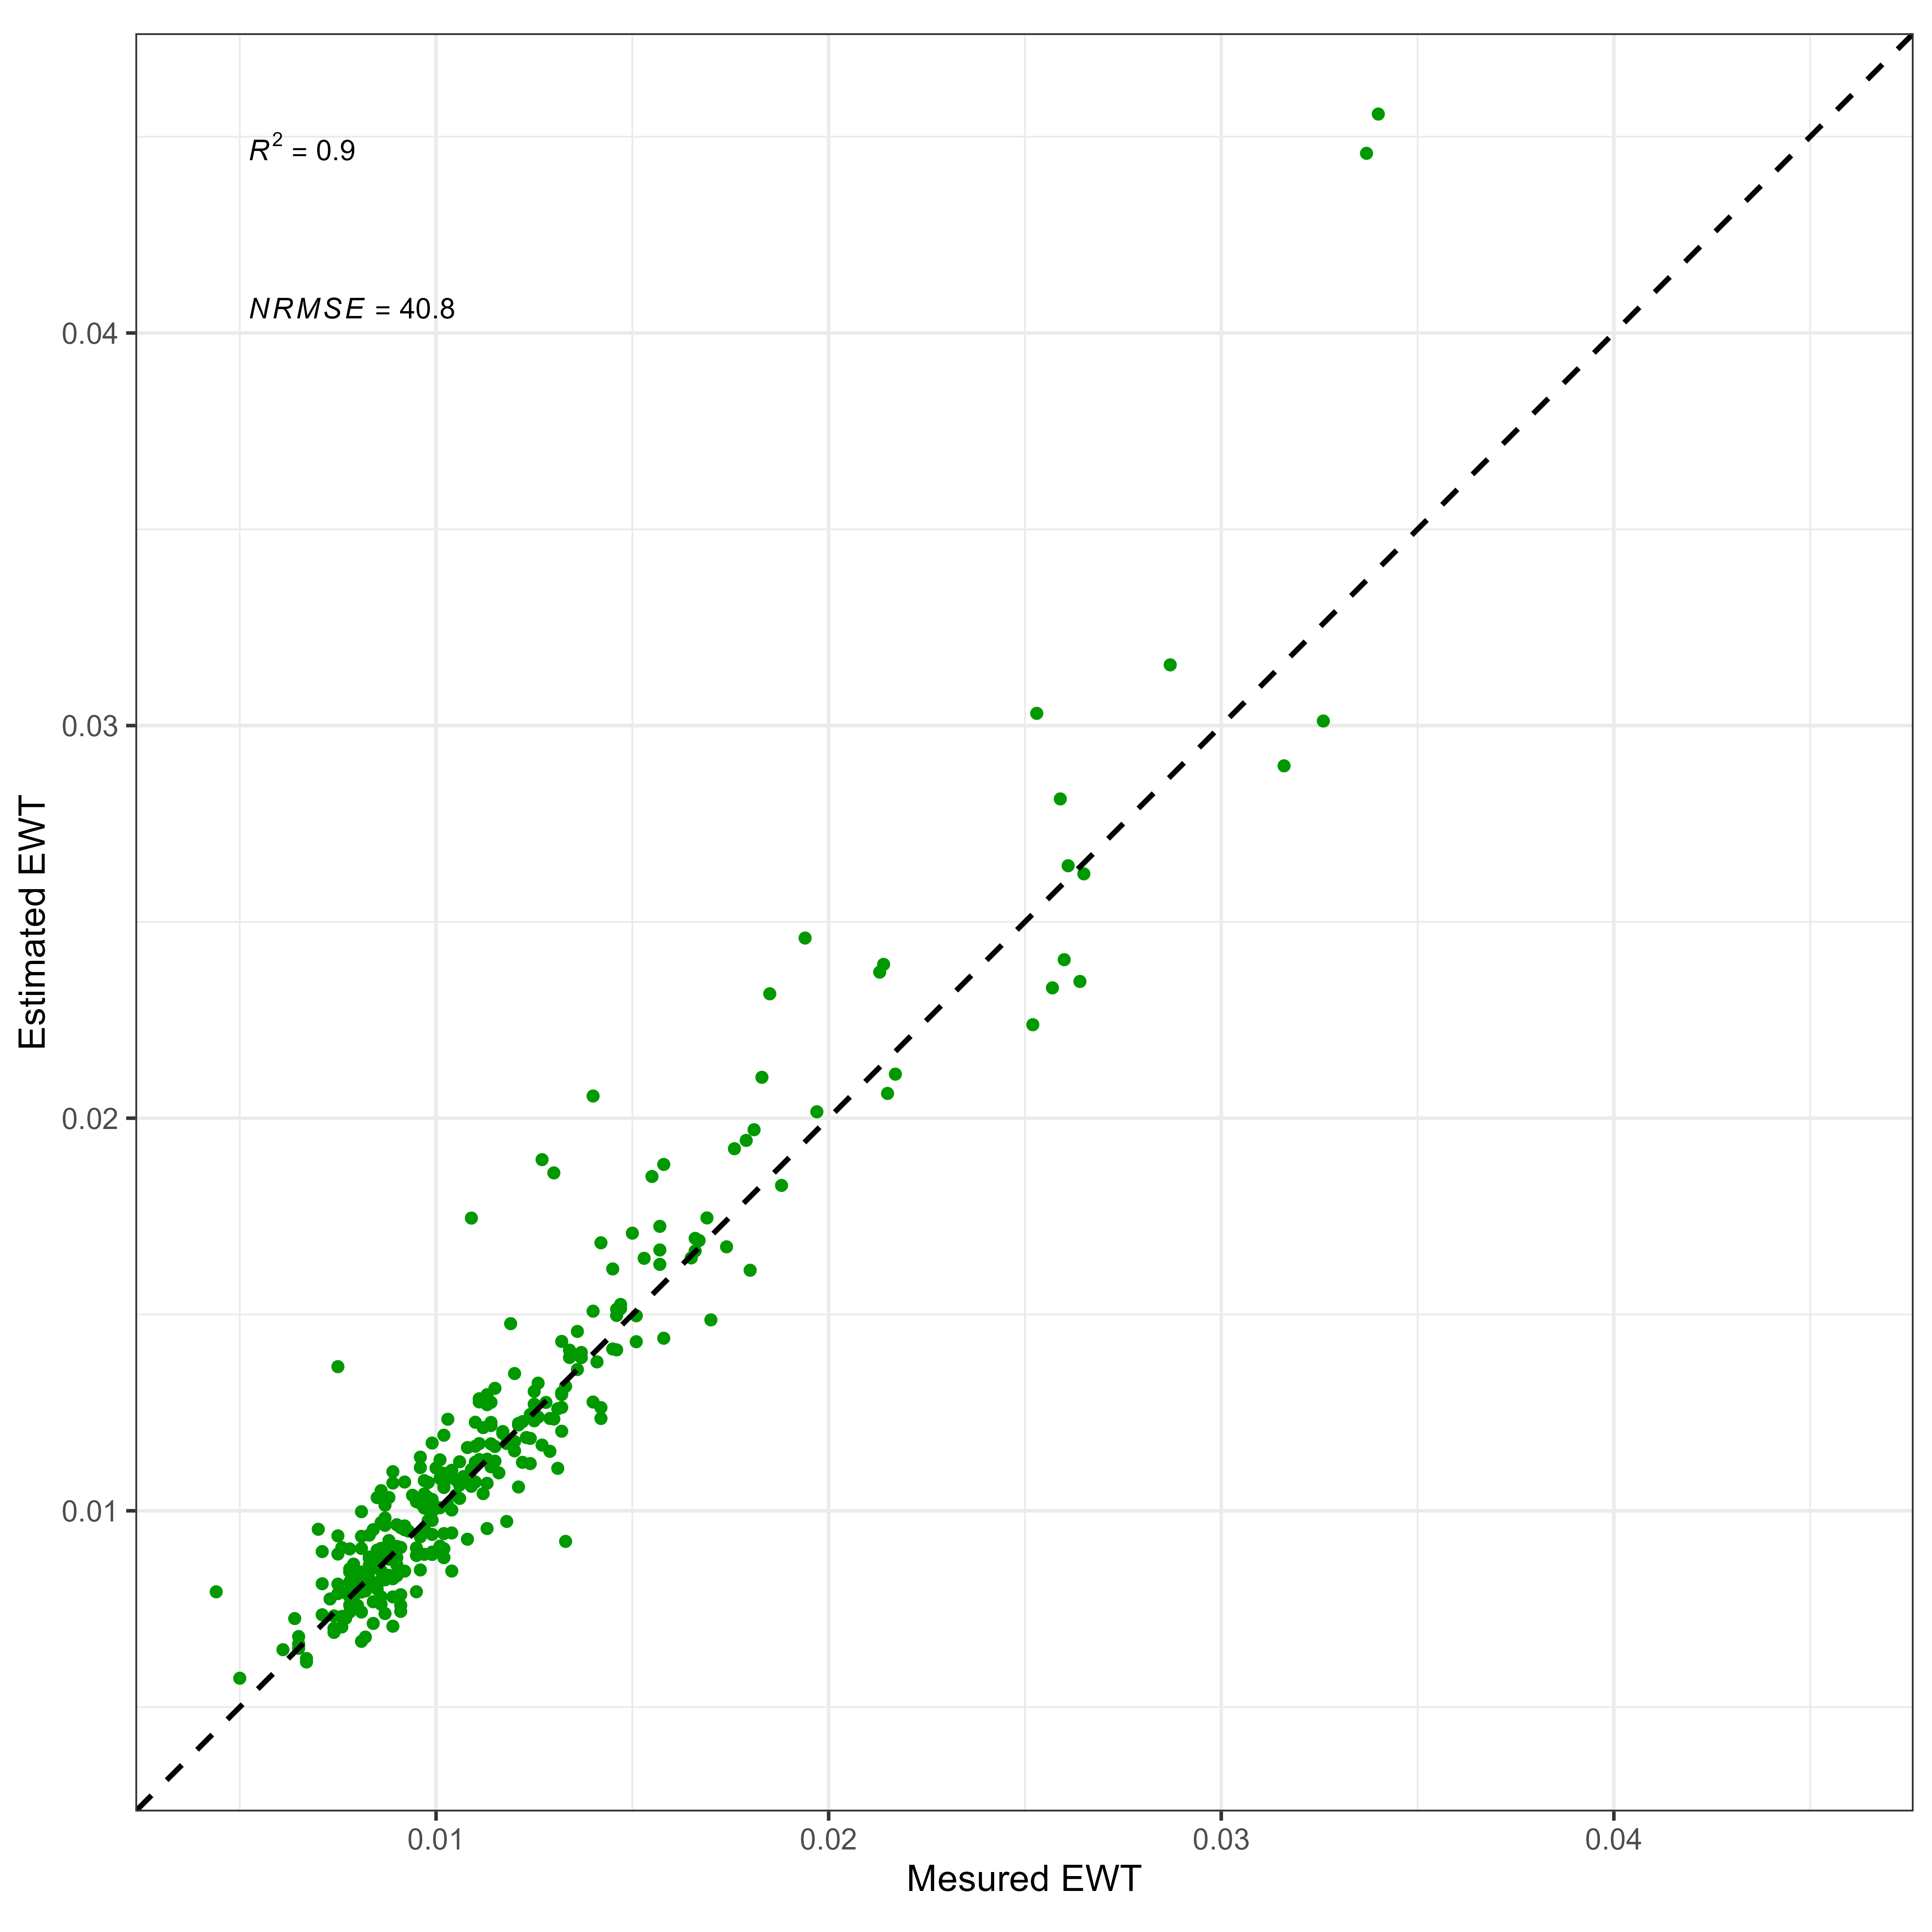 R² = 0.9
NRMSE = 40.8
0.04
0.03
0.02
0.01
Estimated EWT
0.01 0.02 0.03 0.04
Mesured EWT